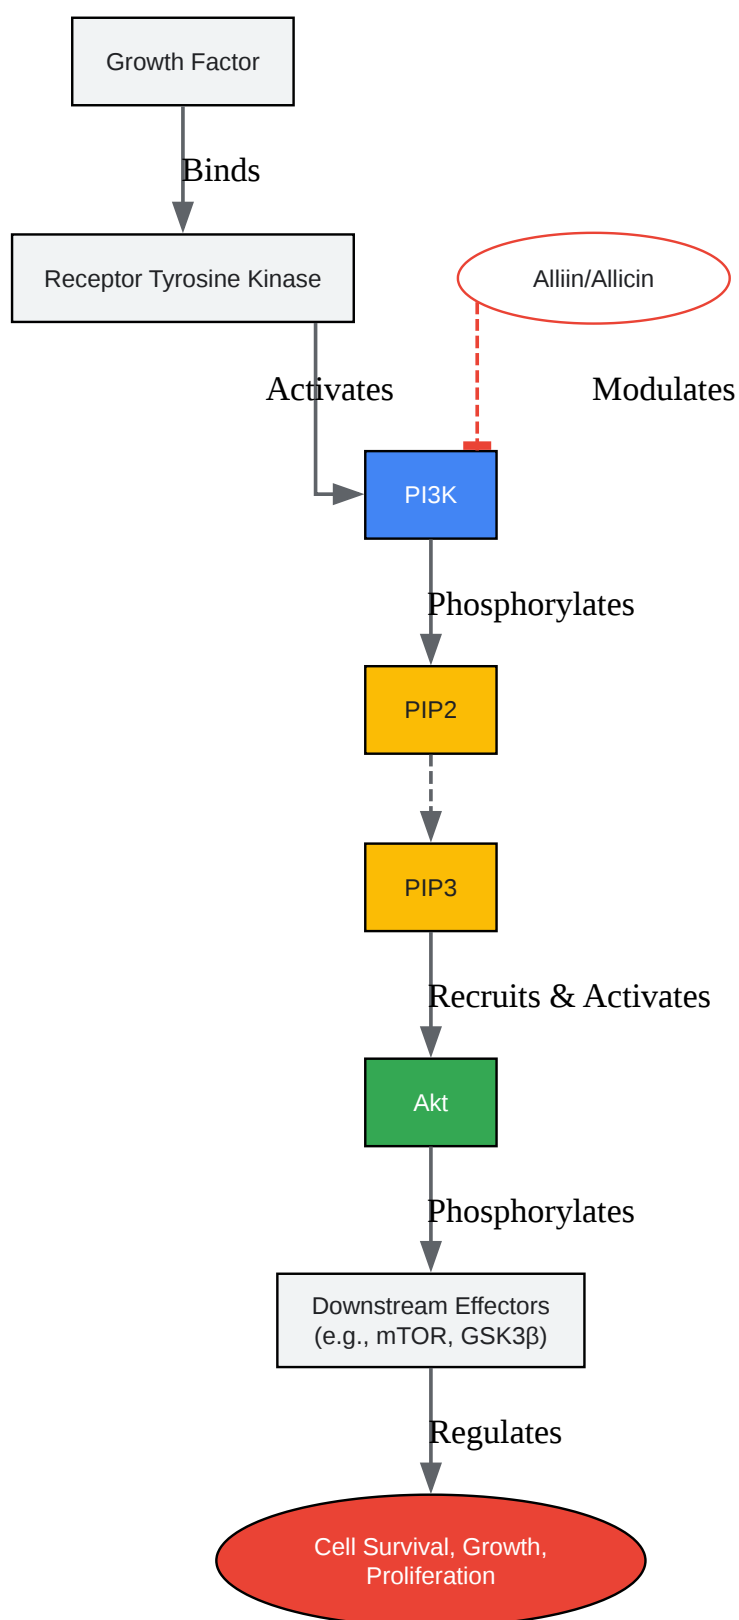 Growth Factor
Binds
Receptor Tyrosine Kinase
Alliin/Allicin
Activates
Modulates
PI3K
Phosphorylates
PIP2
PIP3
Recruits & Activates
Akt
Phosphorylates
Downstream Effectors
(e.g., mTOR, GSK3β)
Regulates
Cell Survival, Growth,
Proliferation